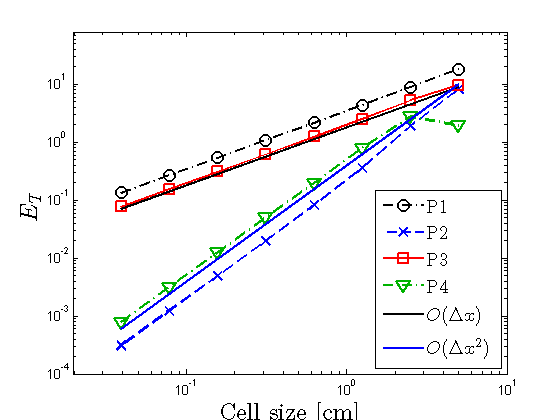 10^1
10^0
10^-1
10^-2
10^-3
10^-4
E_T
P1
P2
P3
P4
O(Δx)
O(Δx^2)
10^-1
10^0
10^1
Cell size [cm]